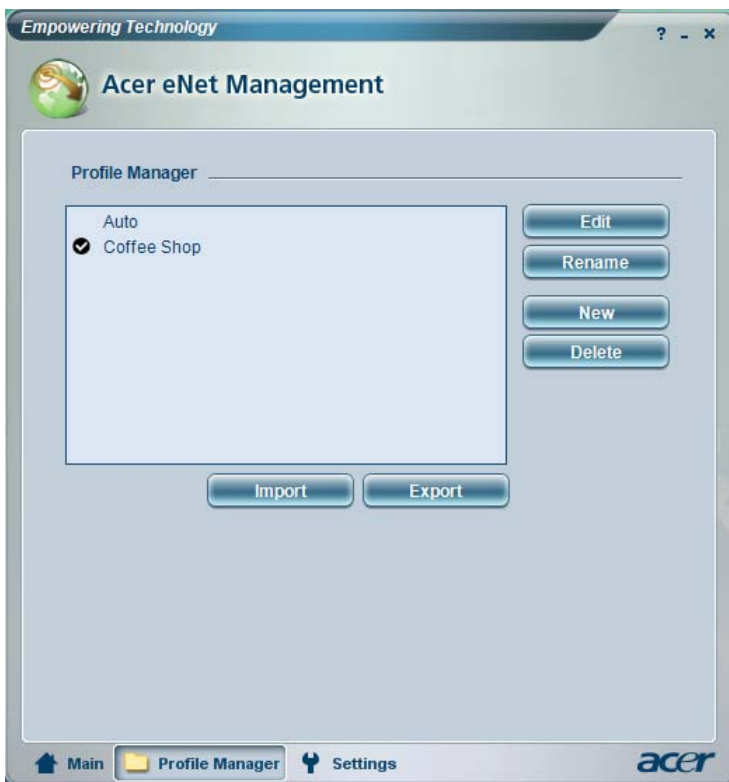 Empowering Technology
? - ×
Acer eNet Management
Profile Manager
Auto
Coffee Shop
Edit
Rename
New
Delete
Import Export
Main Profile Manager Settings
acer